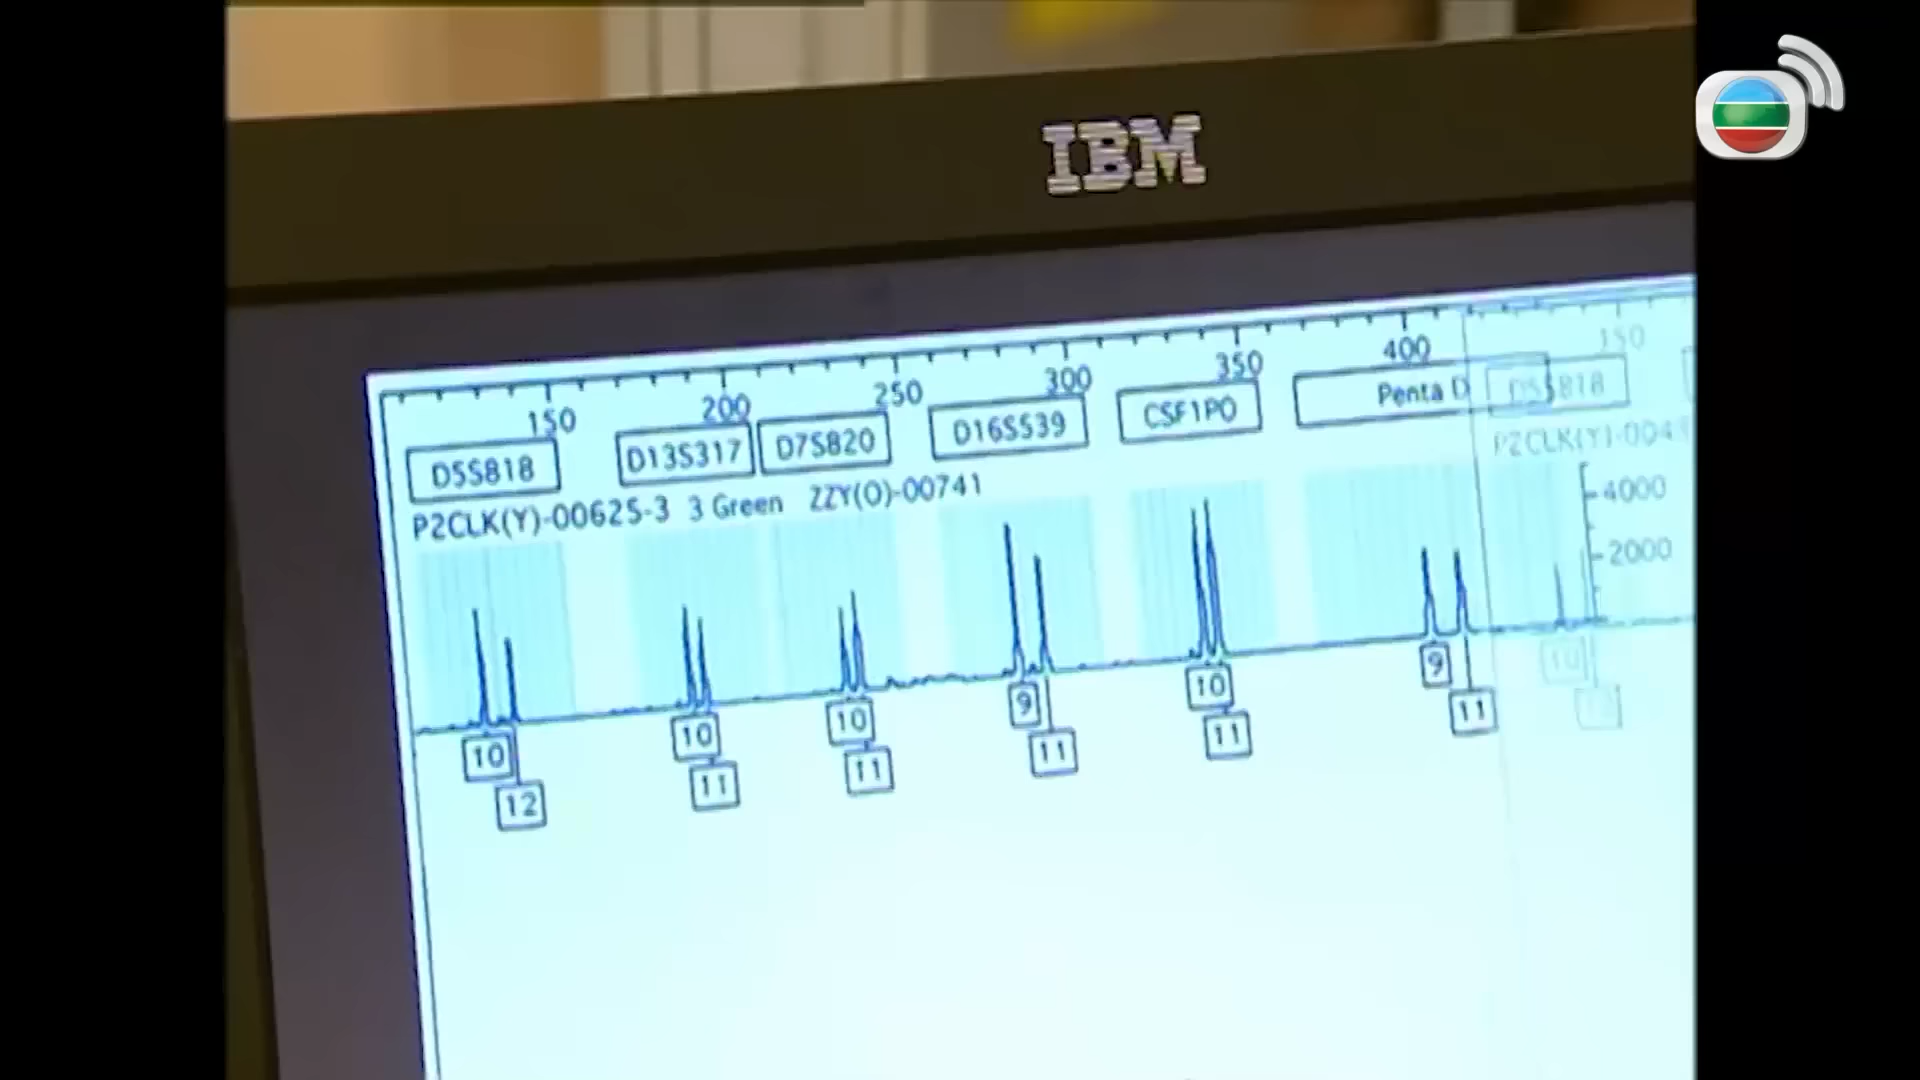 IBM
150 200 250 300 350 400 150
D5S818 D13S317 D7S820 D16S539 CSF1PO Penta D D5S818
P2CLK(Y)-00625-3 3 Green ZZY(O)-00741
4000
2000
10 10 10 9 10 9 10
12 11 11 11 11 11